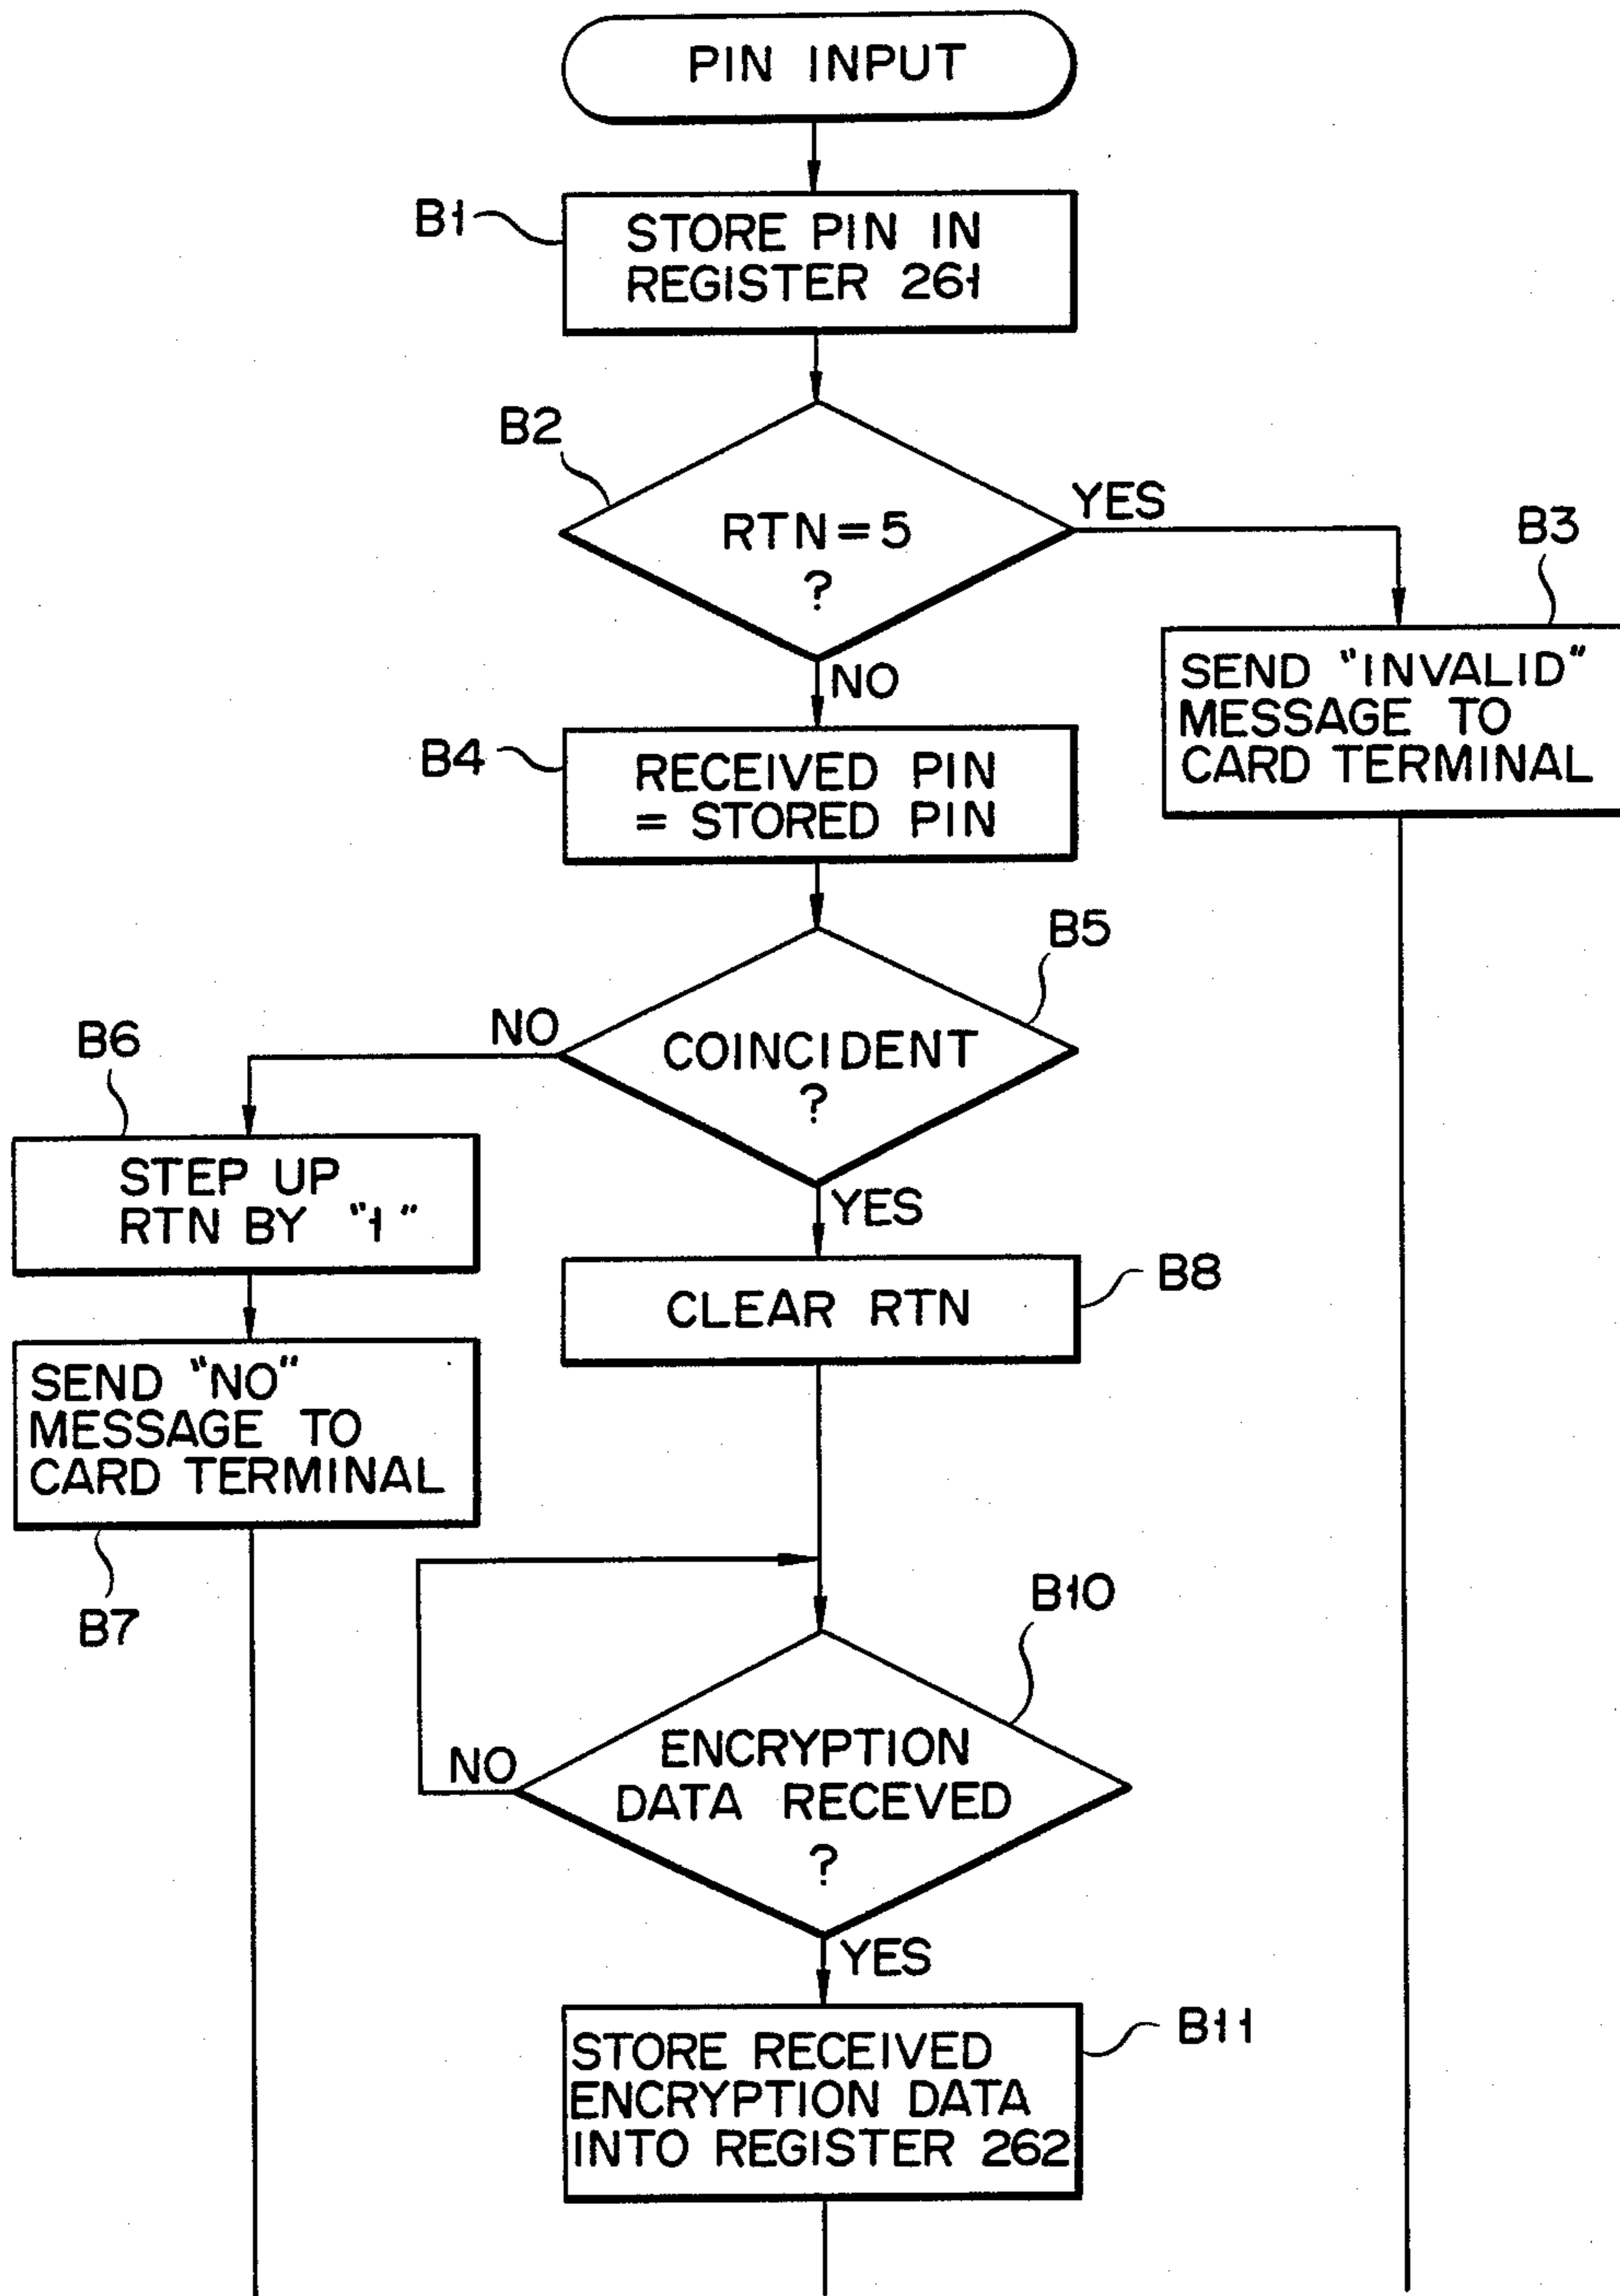 PIN INPUT
B1
STORE PIN IN
REGISTER 261
B2
RTN=5
?
YES
NO
B3
SEND "INVALID"
MESSAGE TO
CARD TERMINAL
B4
RECEIVED PIN
= STORED PIN
B5
COINCIDENT
?
NO
YES
B6
STEP UP
RTN BY "1"
B8
CLEAR RTN
SEND "NO"
MESSAGE TO
CARD TERMINAL
B7
B10
ENCRYPTION
DATA RECEVED
?
NO
YES
B11
STORE RECEIVED
ENCRYPTION DATA
INTO REGISTER 262